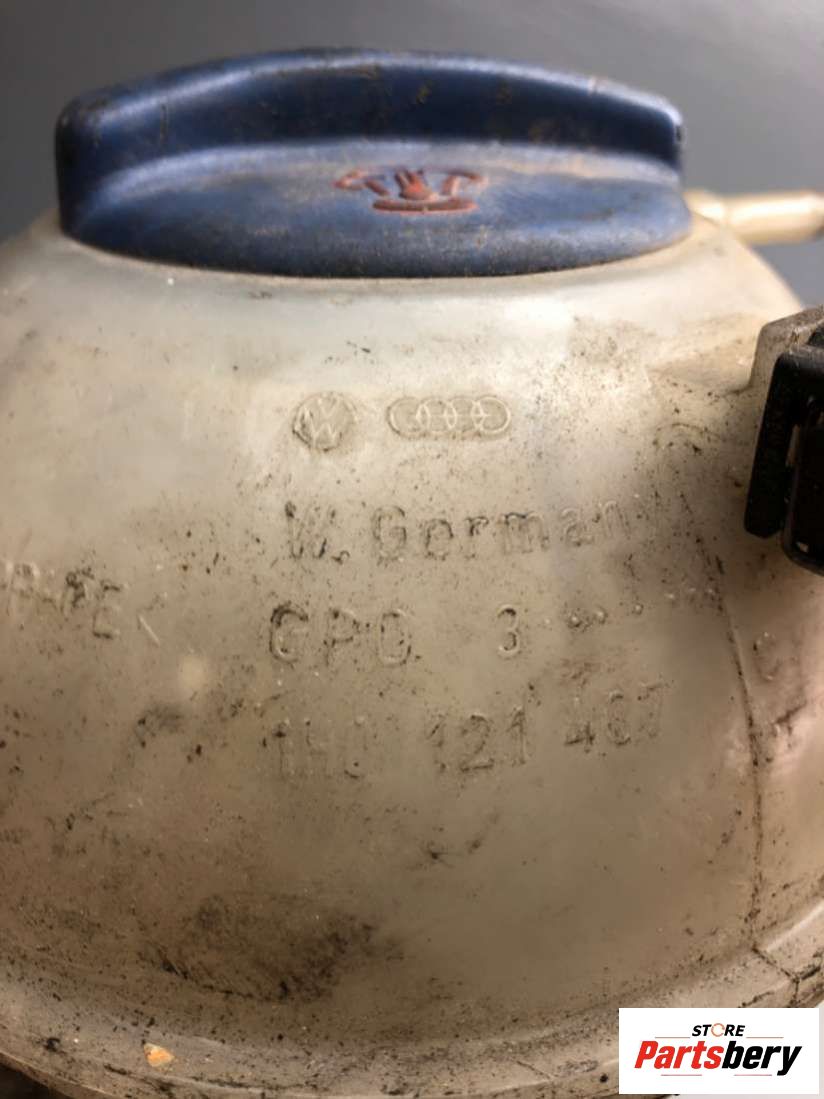 W. Germany
GPO 3
1H0 121 407
STORE
Partsbery